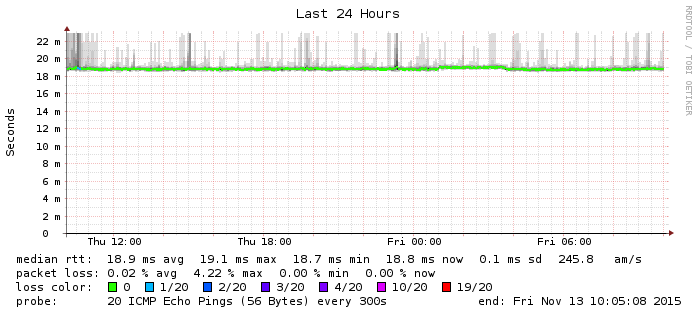 Last 24 Hours
RRDTOOL / TOBI OETIKER
Seconds
22 m
20 m
18 m
16 m
14 m
12 m
10 m
8 m
6 m
4 m
2 m
0
Thu 12:00 Thu 18:00 Fri 00:00 Fri 06:00
median rtt: 18.9 ms avg 19.1 ms max 18.7 ms min 18.8 ms now 0.1 ms sd 245.8 am/s
packet loss: 0.02 % avg 4.22 % max 0.00 % min 0.00 % now
loss color: 0 1/20 2/20 3/20 4/20 10/20 19/20
probe: 20 ICMP Echo Pings (56 Bytes) every 300s end: Fri Nov 13 10:05:08 2015